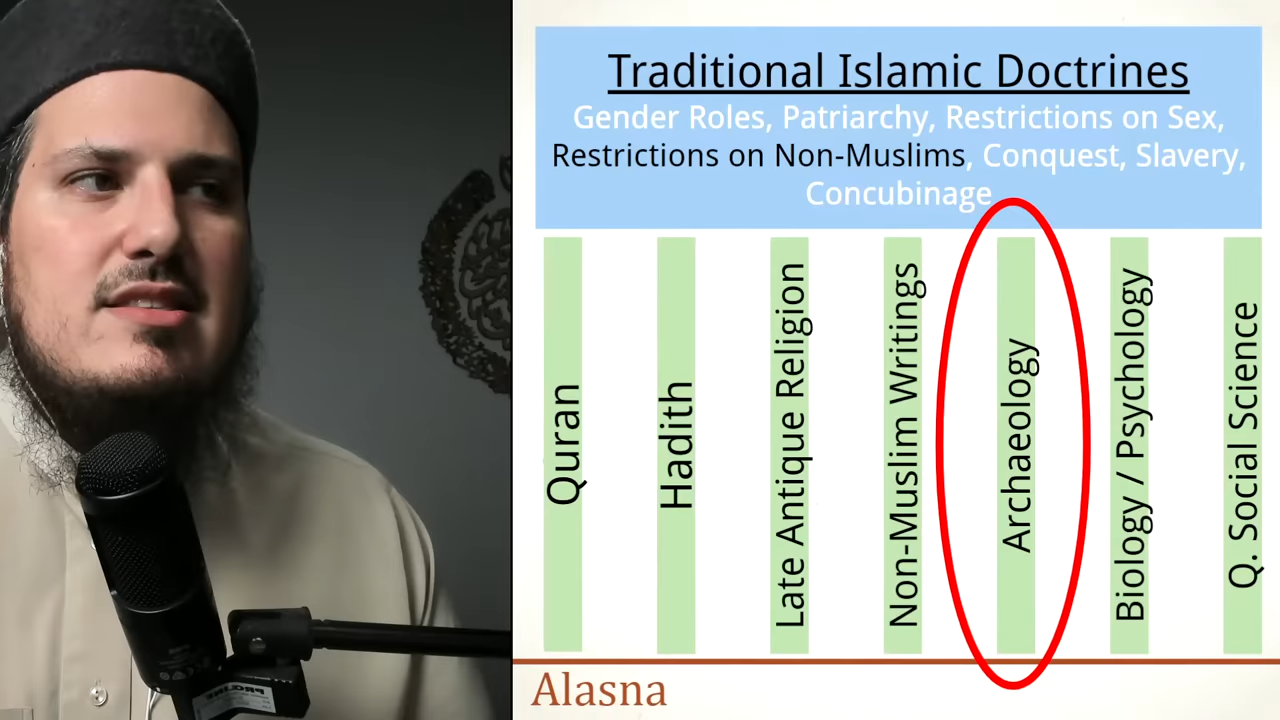 Traditional Islamic Doctrines
Gender Roles, Patriarchy, Restrictions on Sex,
Restrictions on Non-Muslims, Conquest, Slavery,
Concubinage
Quran
Hadith
Late Antique Religion
Non-Muslim Writings
Archaeology
Biology / Psychology
Q. Social Science
Alasna